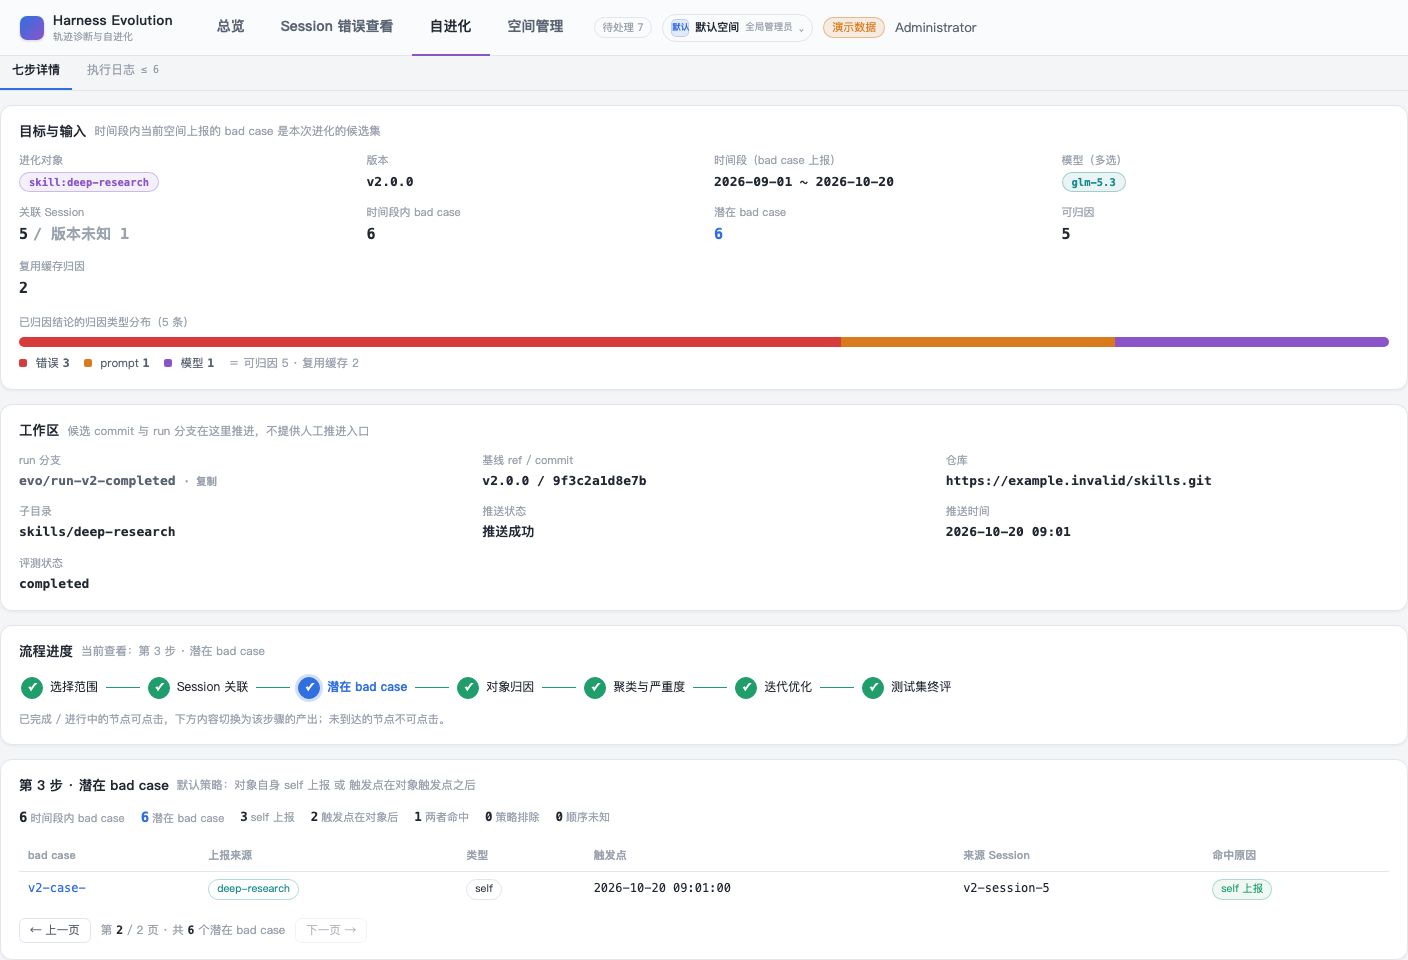 Harness Evolution
轨迹诊断与自进化
总览
Session 错误查看
自进化
空间管理
待处理 7
默认 默认空间 全局管理员
演示数据
Administrator
七步详情
执行日志 ≤ 6
目标与输入 时间段内当前空间上报的 bad case 是本次进化的候选集
进化对象 版本 时间段（bad case 上报） 模型（多选）
skill:deep-research v2.0.0 2026-09-01 ~ 2026-10-20 glm-5.3
关联 Session 时间段内 bad case 潜在 bad case 可归因
5 / 版本未知 1 6 6 5
复用缓存归因
2
已归因结论的归因类型分布（5 条）
错误 3 prompt 1 模型 1 = 可归因 5 · 复用缓存 2
工作区 候选 commit 与 run 分支在这里推进，不提供人工推进入口
run 分支 基线 ref / commit 仓库
evo/run-v2-completed · 复制 v2.0.0 / 9f3c2a1d8e7b https://example.invalid/skills.git
子目录 推送状态 推送时间
skills/deep-research 推送成功 2026-10-20 09:01
评测状态
completed
流程进度 当前查看：第 3 步 · 潜在 bad case
✓ 选择范围 ✓ Session 关联 ✓ 潜在 bad case ✓ 对象归因 ✓ 聚类与严重度 ✓ 迭代优化 ✓ 测试集终评
已完成 / 进行中的节点可点击，下方内容切换为该步骤的产出；未到达的节点不可点击。
第 3 步 · 潜在 bad case 默认策略：对象自身 self 上报 或 触发点在对象触发点之后
6 时间段内 bad case 6 潜在 bad case 3 self 上报 2 触发点在对象后 1 两者命中 0 策略排除 0 顺序未知
bad case 上报来源 类型 触发点 来源 Session 命中原因
v2-case- deep-research self 2026-10-20 09:01:00 v2-session-5 self 上报
← 上一页 第 2 / 2 页 · 共 6 个潜在 bad case 下一页 →